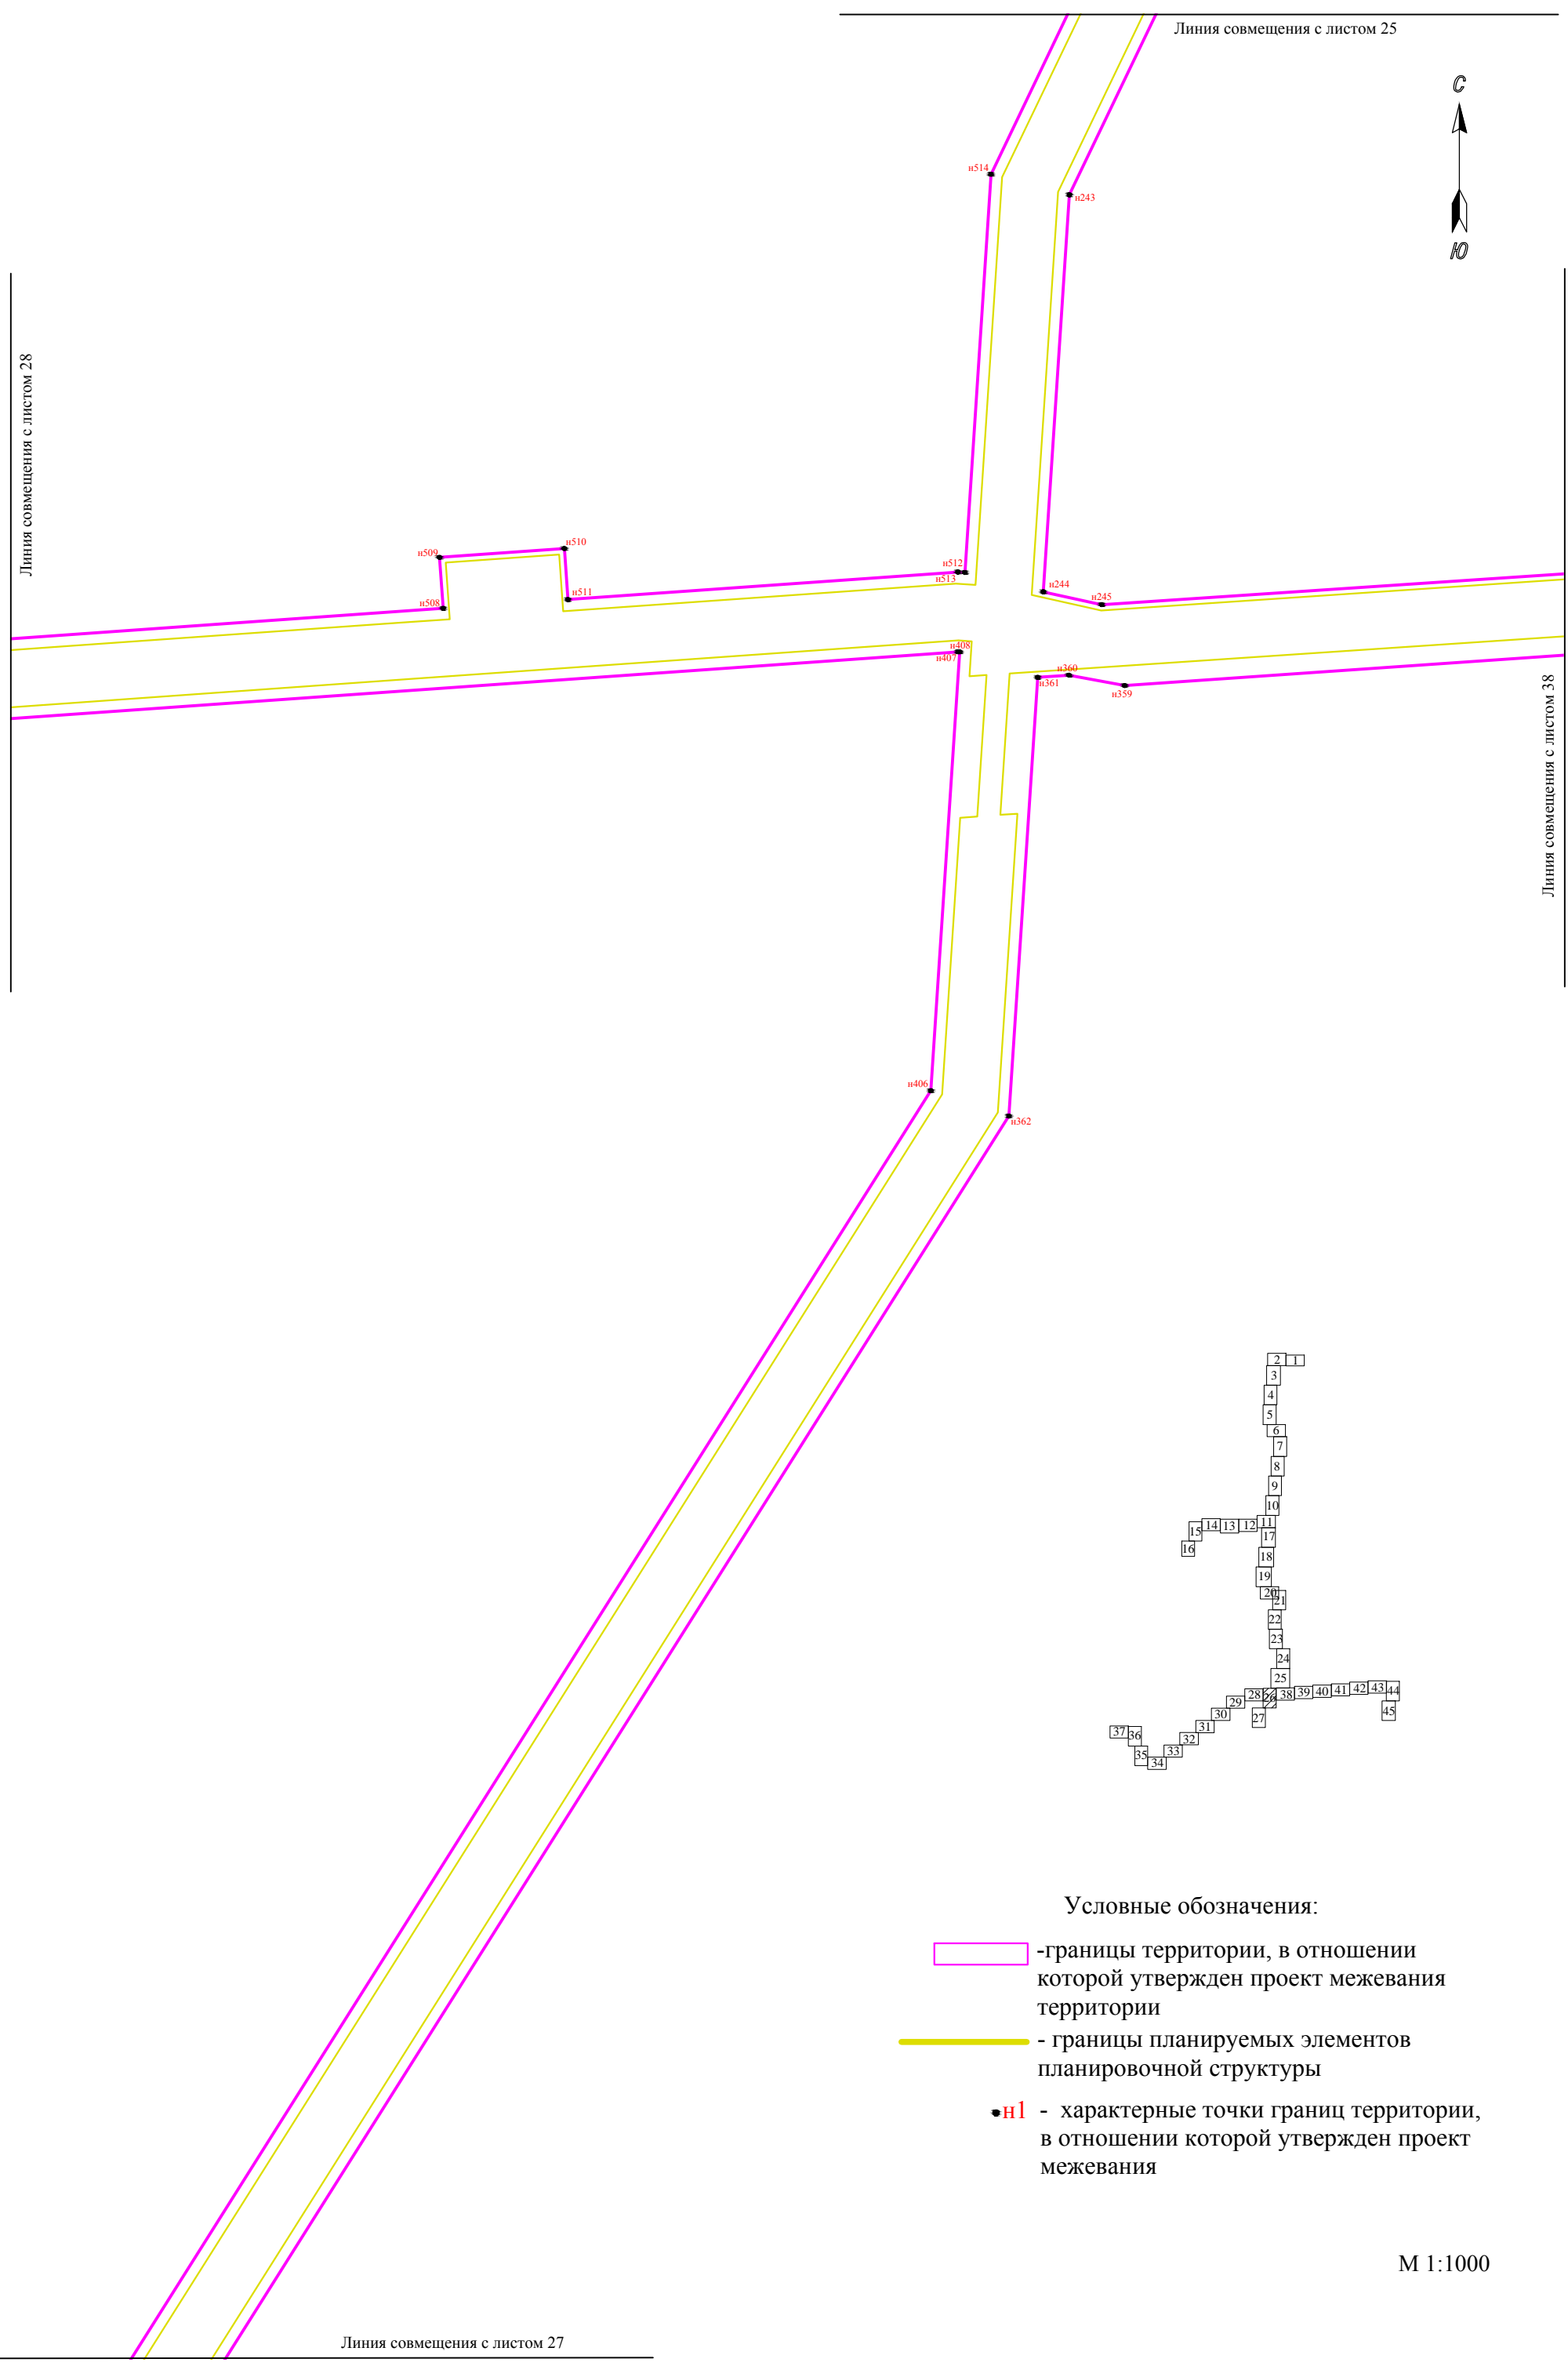 Линия совмещения с листом 25
С
Ю
Линия совмещения с листом 28
н514
н243
н510
н509
н511
н508
н512
н513
н244
н245
н408
н407
н360
н361
н359
Линия совмещения с листом 38
н406
н362
2 1
3
4
5
6
7
8
9
10
15 14 13 12 11
17
16
18
19
20
21
22
23
24
25
29 28 26 38 39 40 41 42 43 44
30 27 45
37 36 31
32
35 34 33
Условные обозначения:
-границы территории, в отношении
которой утвержден проект межевания
территории
- границы планируемых элементов
планировочной структуры
н1 - характерные точки границ территории,
в отношении которой утвержден проект
межевания
М 1:1000
Линия совмещения с листом 27